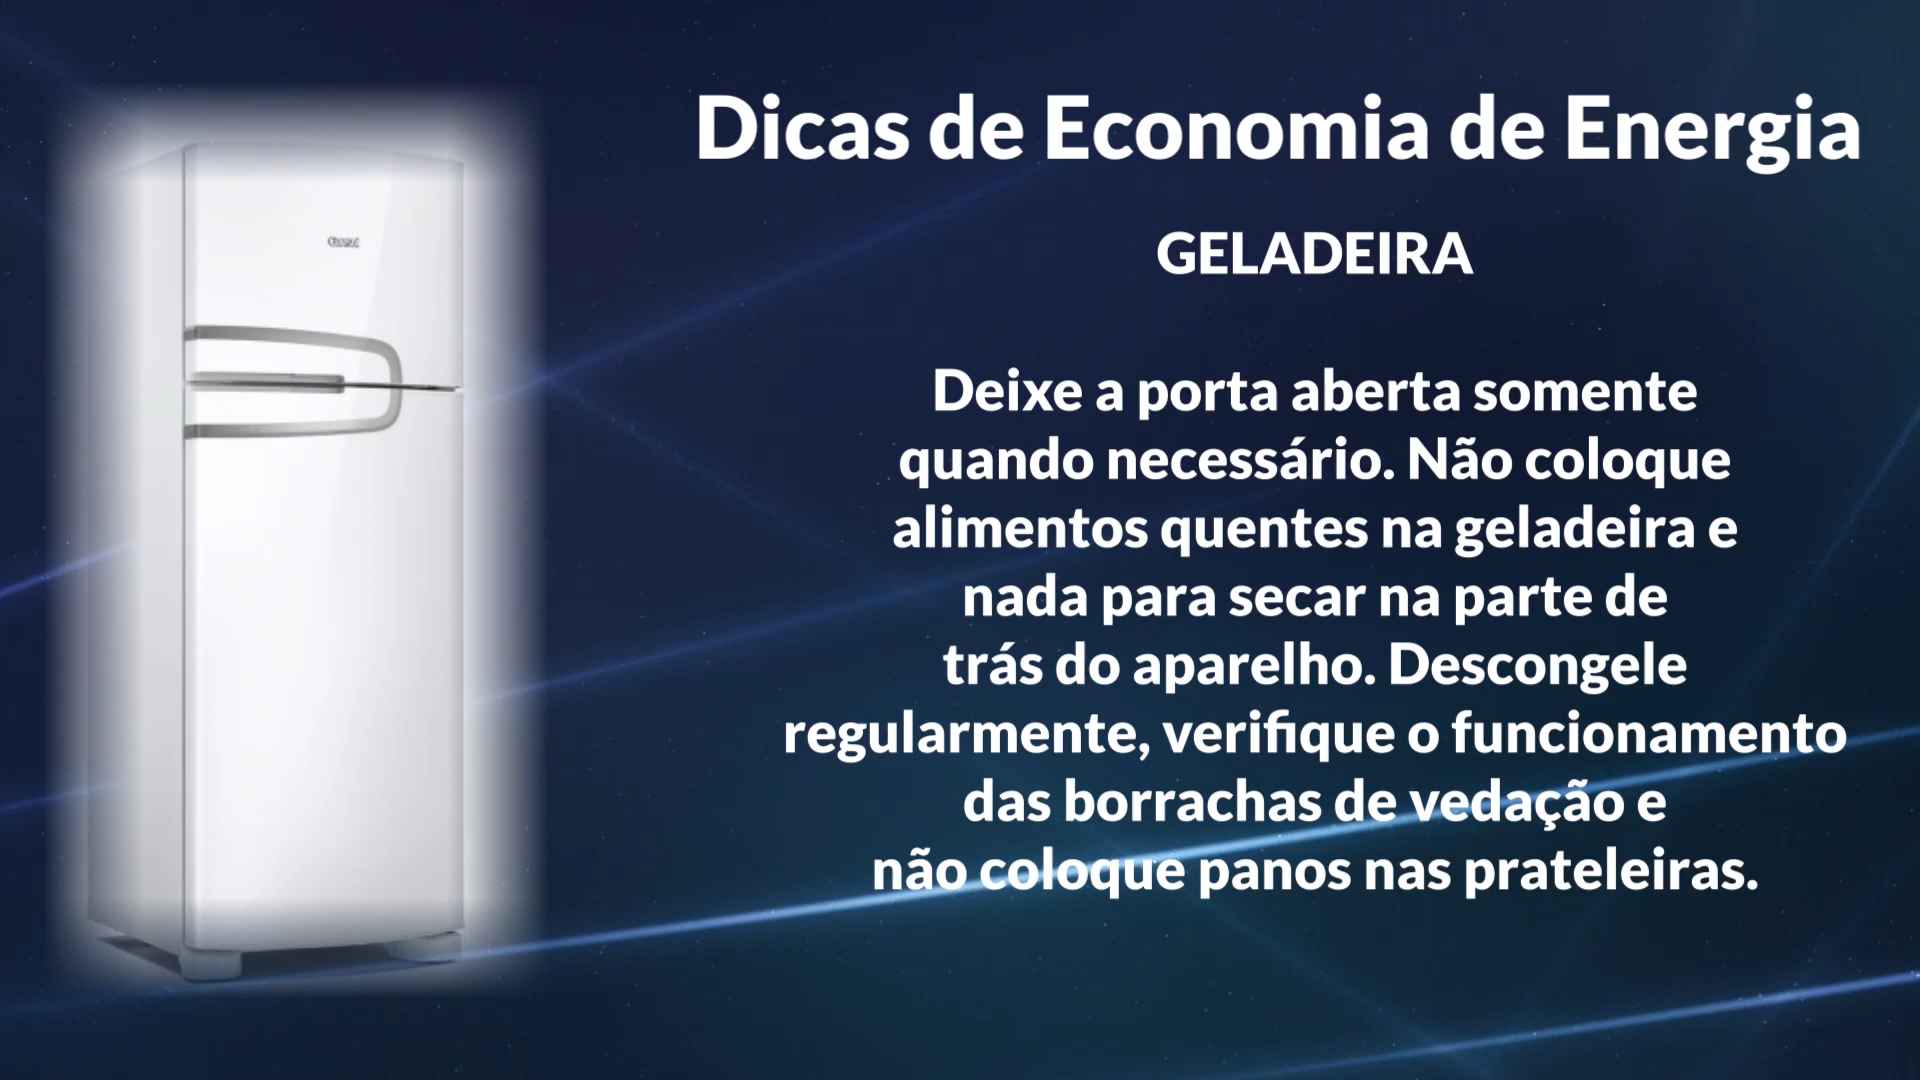 Dicas de Economia de Energia
GELADEIRA
Deixe a porta aberta somente
quando necessário. Não coloque
alimentos quentes na geladeira e
nada para secar na parte de
trás do aparelho. Descongele
regularmente, verifique o funcionamento
das borrachas de vedação e
não coloque panos nas prateleiras.